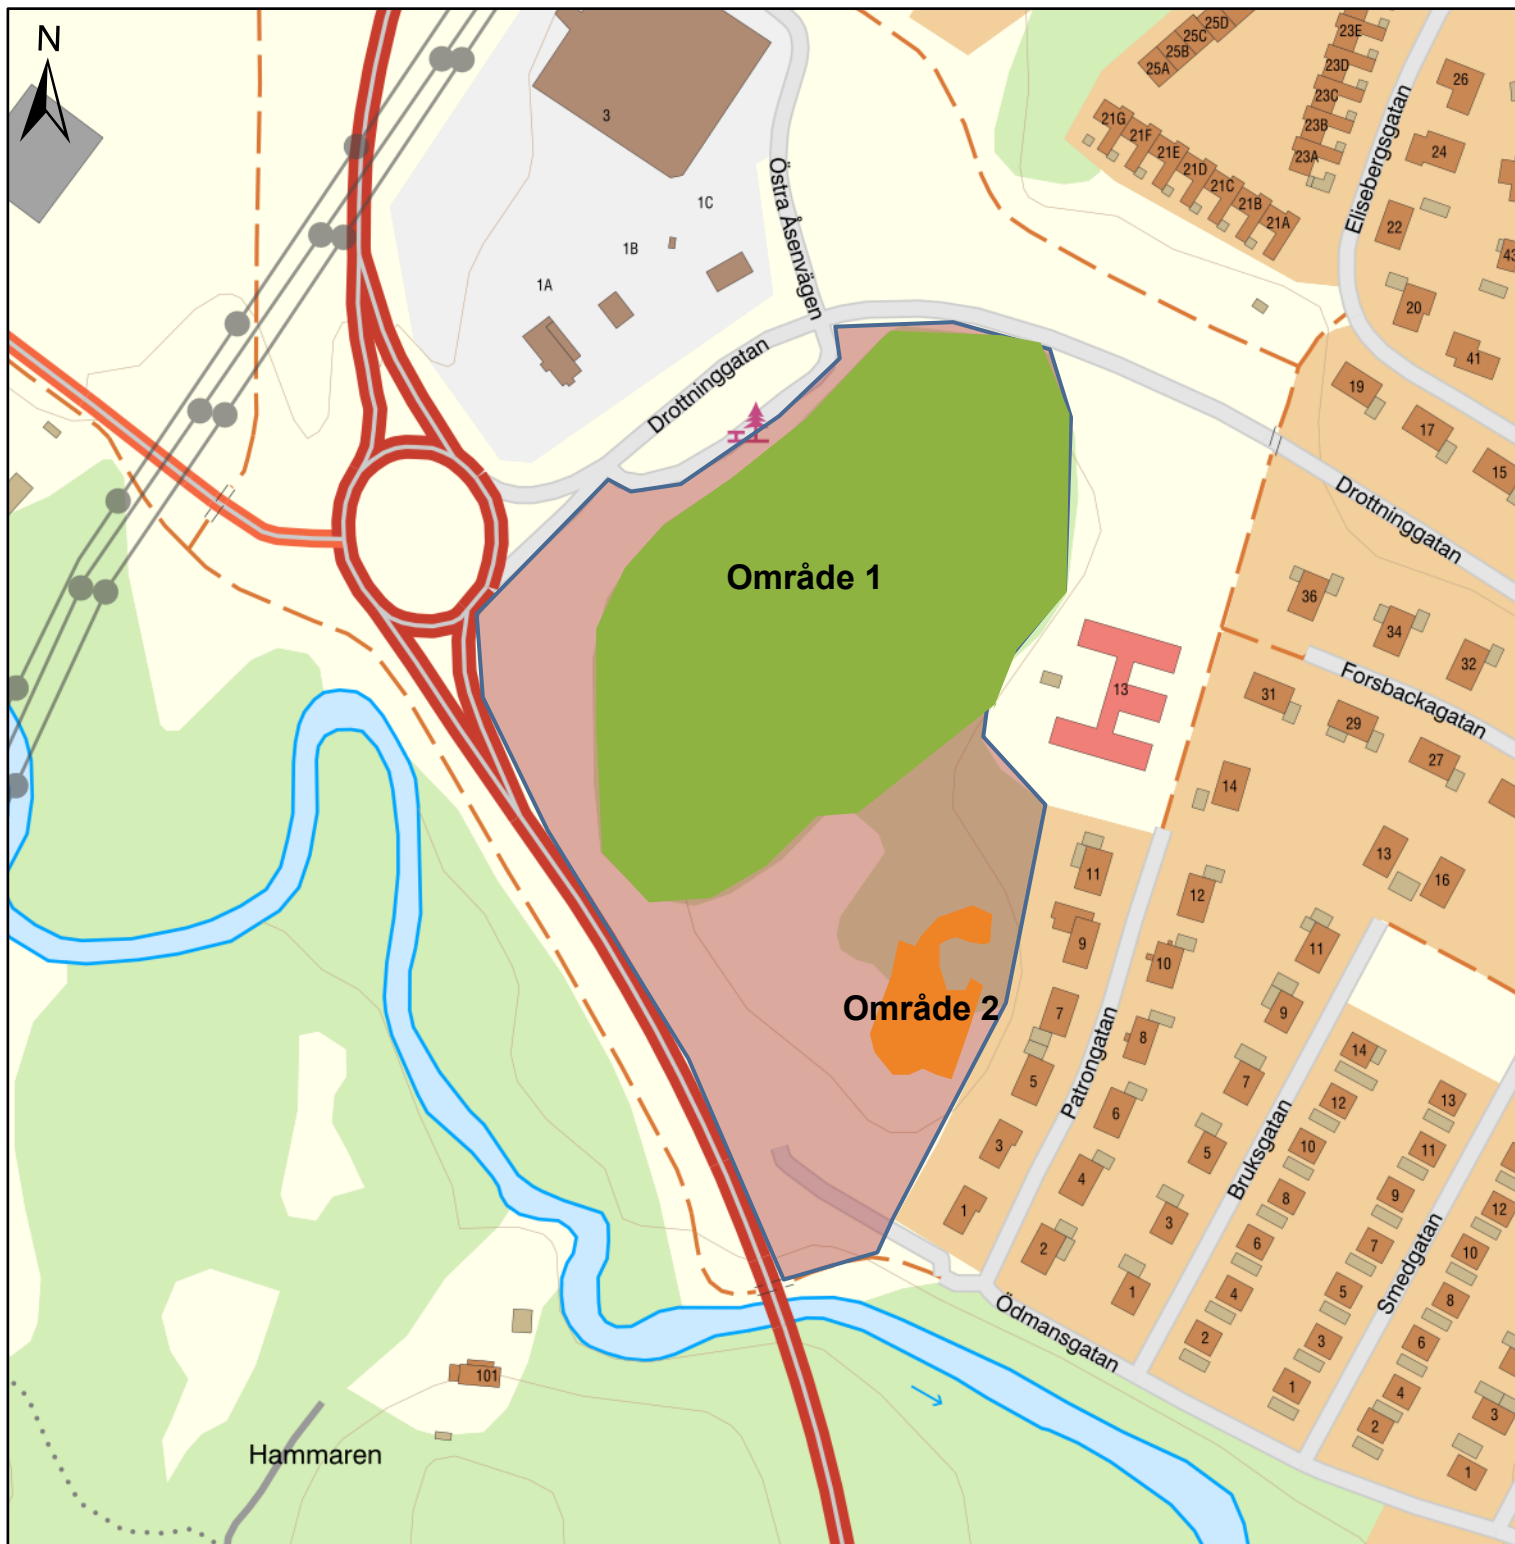 N
25D
25C
25B
25A
23E
23D
23C
23B
23A
26
24
22
20
43
41
21G
21F
21E
21D
21C
21B
21A
Elisebergsgatan
3
1C
1B
1A
Östra Åsenvägen
Drottninggatan
19
17
15
Drottninggatan
Område 1
36
34
32
Forsbackagatan
13
31
29
27
14
13
16
11
12
9
10
11
9
7
Område 2
8
7
5
6
5
3
4
3
1
2
1
Patrongatan
Bruksgatan
14
12
10
8
6
4
2
13
11
9
7
5
3
1
Smedgatan
12
10
8
6
4
2
3
1
Ödmansgatan
101
Hammaren